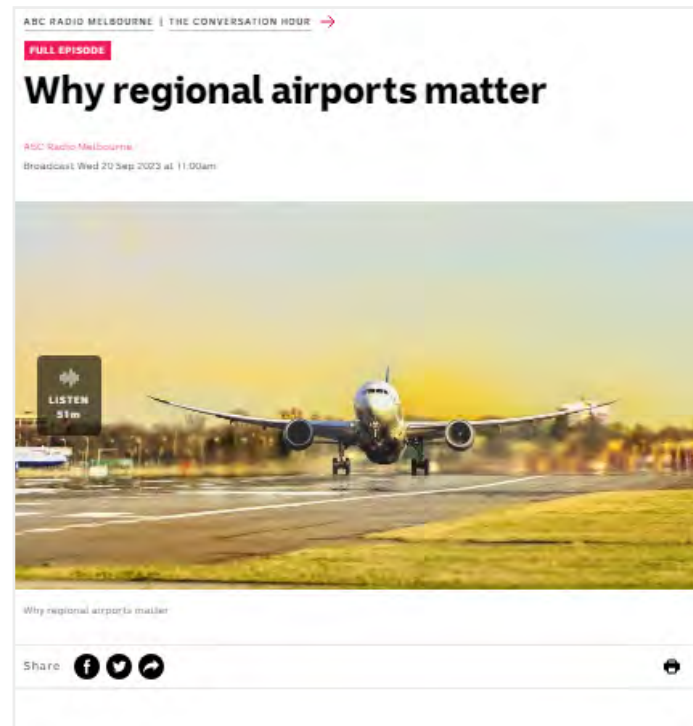 ABC RADIO MELBOURNE | THE CONVERSATION HOUR →
FULL EPISODE
Why regional airports matter
ABC Radio Melbourne
Broadcast Wed 20 Sep 2023 at 11:00am
LISTEN
51m
Why regional airports matter
Share